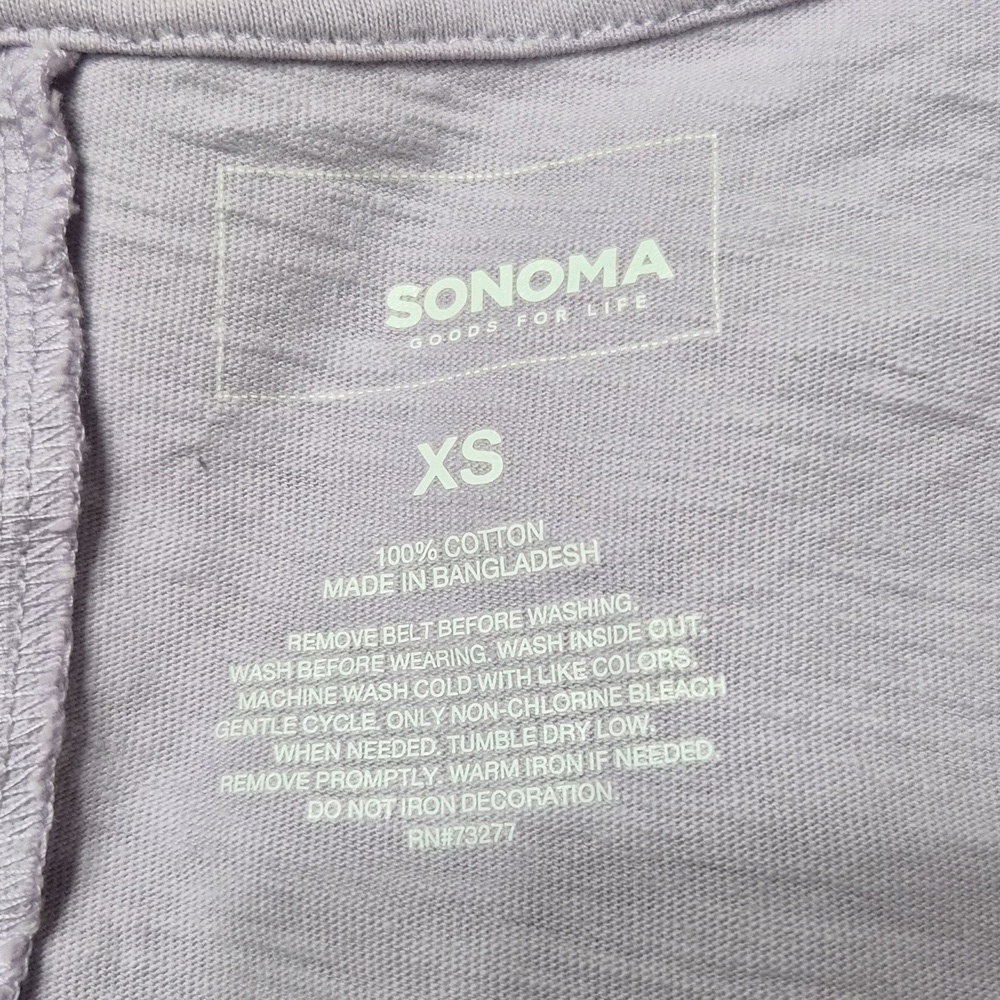 SONOMA
GOODS FOR LIFE
XS
100% COTTON
MADE IN BANGLADESH
REMOVE BELT BEFORE WASHING.
WASH BEFORE WEARING. WASH INSIDE OUT.
MACHINE WASH COLD WITH LIKE COLORS.
GENTLE CYCLE. ONLY NON-CHLORINE BLEACH
WHEN NEEDED. TUMBLE DRY LOW.
REMOVE PROMPTLY. WARM IRON IF NEEDED.
DO NOT IRON DECORATION.
RN#73277